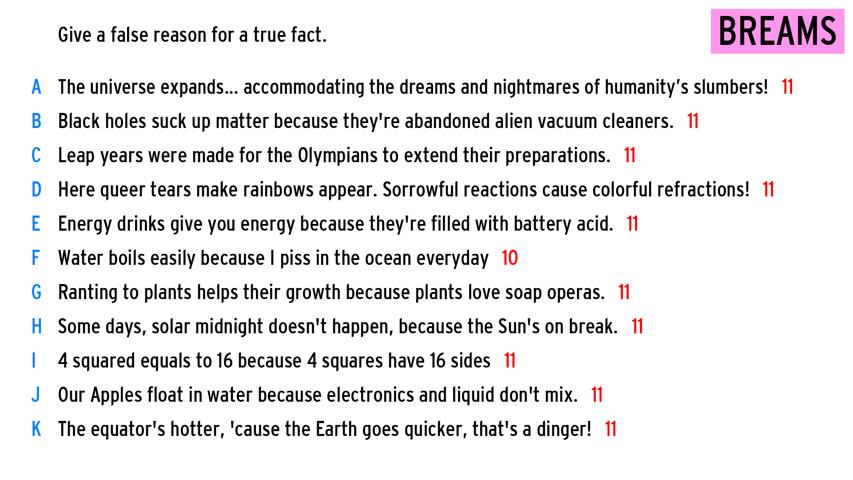 Give a false reason for a true fact.
BREAMS
A The universe expands... accommodating the dreams and nightmares of humanity's slumbers! 11
B Black holes suck up matter because they're abandoned alien vacuum cleaners. 11
C Leap years were made for the Olympians to extend their preparations. 11
D Here queer tears make rainbows appear. Sorrowful reactions cause colorful refractions! 11
E Energy drinks give you energy because they're filled with battery acid. 11
F Water boils easily because I piss in the ocean everyday 10
G Ranting to plants helps their growth because plants love soap operas. 11
H Some days, solar midnight doesn't happen, because the Sun's on break. 11
I 4 squared equals to 16 because 4 squares have 16 sides 11
J Our Apples float in water because electronics and liquid don't mix. 11
K The equator's hotter, 'cause the Earth goes quicker, that's a dinger! 11